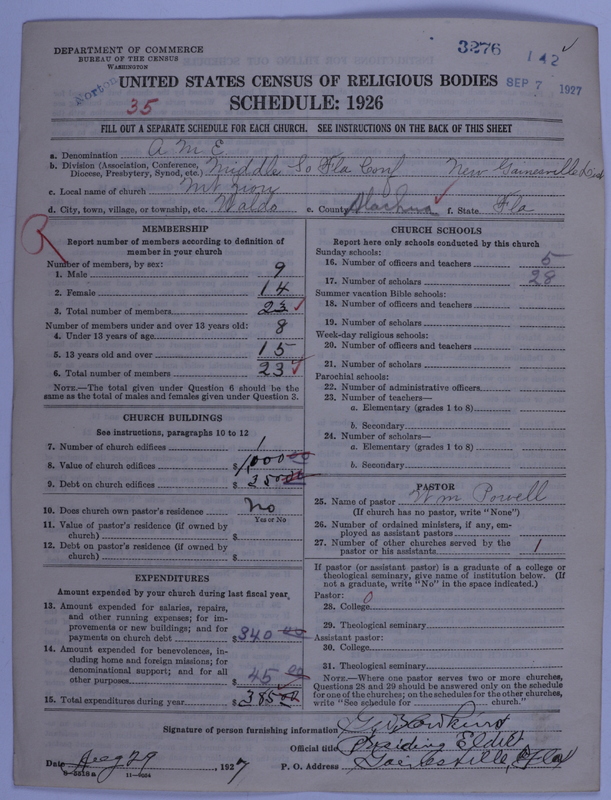 DEPARTMENT OF COMMERCE
BUREAU OF THE CENSUS
WASHINGTON
3276
142 ✓
Norton
35
UNITED STATES CENSUS OF RELIGIOUS BODIES
SEP 7 1927
SCHEDULE: 1926
FILL OUT A SEPARATE SCHEDULE FOR EACH CHURCH. SEE INSTRUCTIONS ON THE BACK OF THIS SHEET
a. Denomination A M E
b. Division (Association, Conference, Diocese, Presbytery, Synod, etc.) Middle So Fla Conf New Gainesville Dist
c. Local name of church Mt Zion
d. City, town, village, or township, etc. Waldo e. County Alachua f. State Fla
R
MEMBERSHIP
Report number of members according to definition of
member in your church
Number of members, by sex:
1. Male 9
2. Female 14
3. Total number of members 23 ✓
Number of members under and over 13 years old:
4. Under 13 years of age 8
5. 13 years old and over 15
6. Total number of members 23 ✓
NOTE.—The total given under Question 6 should be the
same as the total of males and females given under Question 3.
CHURCH BUILDINGS
See instructions, paragraphs 10 to 12
7. Number of church edifices 1
8. Value of church edifices $ 1,000 00
9. Debt on church edifices $ 350 00
10. Does church own pastor's residence? No
Yes or No
11. Value of pastor's residence (if owned by
church) $
12. Debt on pastor's residence (if owned by
church) $
EXPENDITURES
Amount expended by your church during last fiscal year.
13. Amount expended for salaries, repairs,
and other running expenses; for im-
provements or new buildings; and for
payments on church debt $ 340 00
14. Amount expended for benevolences, in-
cluding home and foreign missions; for
denominational support; and for all
other purposes $ 45 00
15. Total expenditures during year $ 385 00
CHURCH SCHOOLS
Report here only schools conducted by this church
Sunday schools:
16. Number of officers and teachers 5
17. Number of scholars 28
Summer vacation Bible schools:
18. Number of officers and teachers
19. Number of scholars
Week-day religious schools:
20. Number of officers and teachers
21. Number of scholars
Parochial schools:
22. Number of administrative officers
23. Number of teachers—
a. Elementary (grades 1 to 8)
b. Secondary
24. Number of scholars—
a. Elementary (grades 1 to 8)
b. Secondary
PASTOR
25. Name of pastor Wm Powell
(If church has no pastor, write "None")
26. Number of ordained ministers, if any, em-
ployed as assistant pastors
27. Number of other churches served by the
pastor or his assistants 1
If pastor (or assistant pastor) is a graduate of a college or
theological seminary, give name of institution below. (If
not a graduate, write "No" in the space indicated.)
Pastor: 0
28. College
29. Theological seminary
Assistant pastor:
30. College
31. Theological seminary
NOTE.—Where one pastor serves two or more churches,
Questions 28 and 29 should be answered only on the schedule
for one of the churches; on the schedules for the other churches,
write "See schedule for church."
Signature of person furnishing information
Official title Presiding Elder
Date Aug 29, 1927 P. O. Address Gainesville, Fla
8-5518a 11-9024